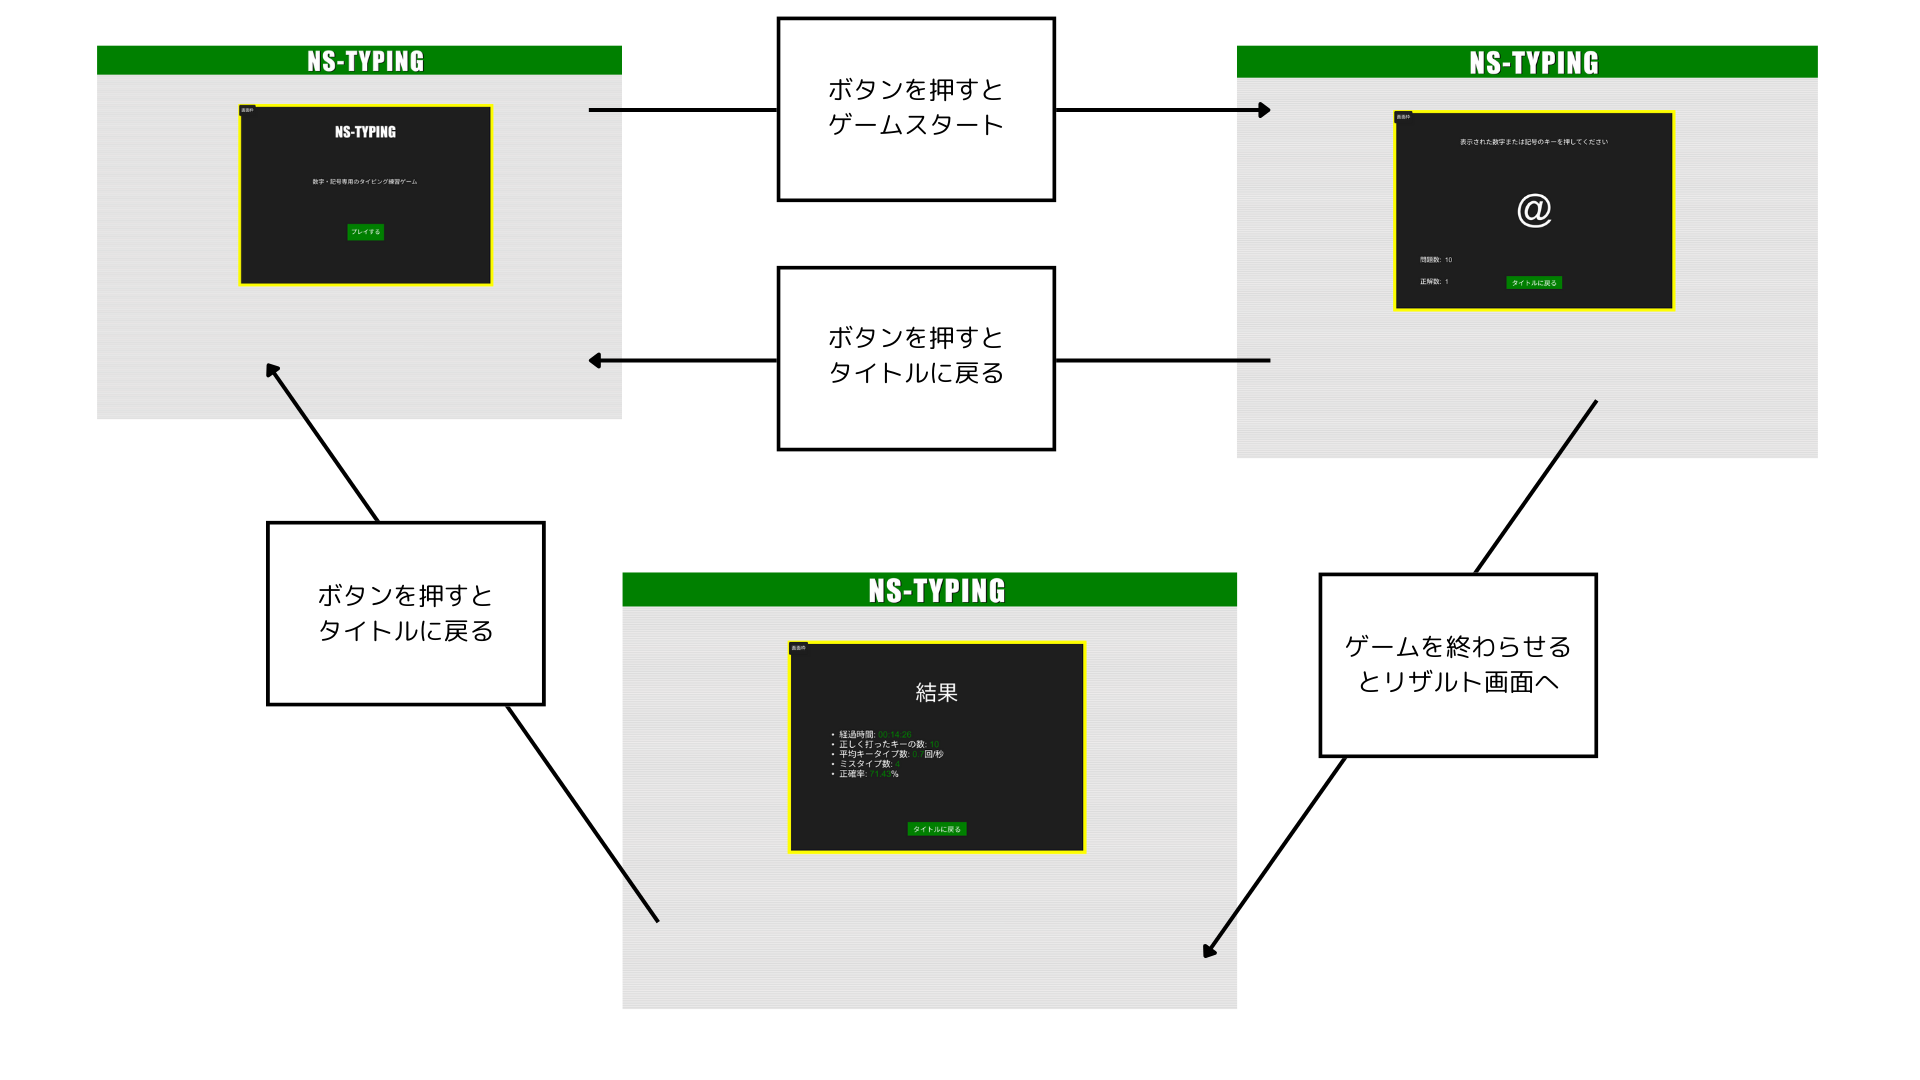 NS-TYPING
画面枠
NS-TYPING
数字・記号専用のタイピング練習ゲーム
プレイする
ボタンを押すと
ゲームスタート
NS-TYPING
画面枠
表示された数字または記号のキーを押してください
@
問題数: 10
正解数: 1
タイトルに戻る
ボタンを押すと
タイトルに戻る
ボタンを押すと
タイトルに戻る
NS-TYPING
画面枠
結果
• 経過時間: 00:14:26
• 正しく打ったキーの数: 10
• 平均キータイプ数: 0.7回/秒
• ミスタイプ数: 4
• 正確率: 71.43%
タイトルに戻る
ゲームを終わらせる
とリザルト画面へ